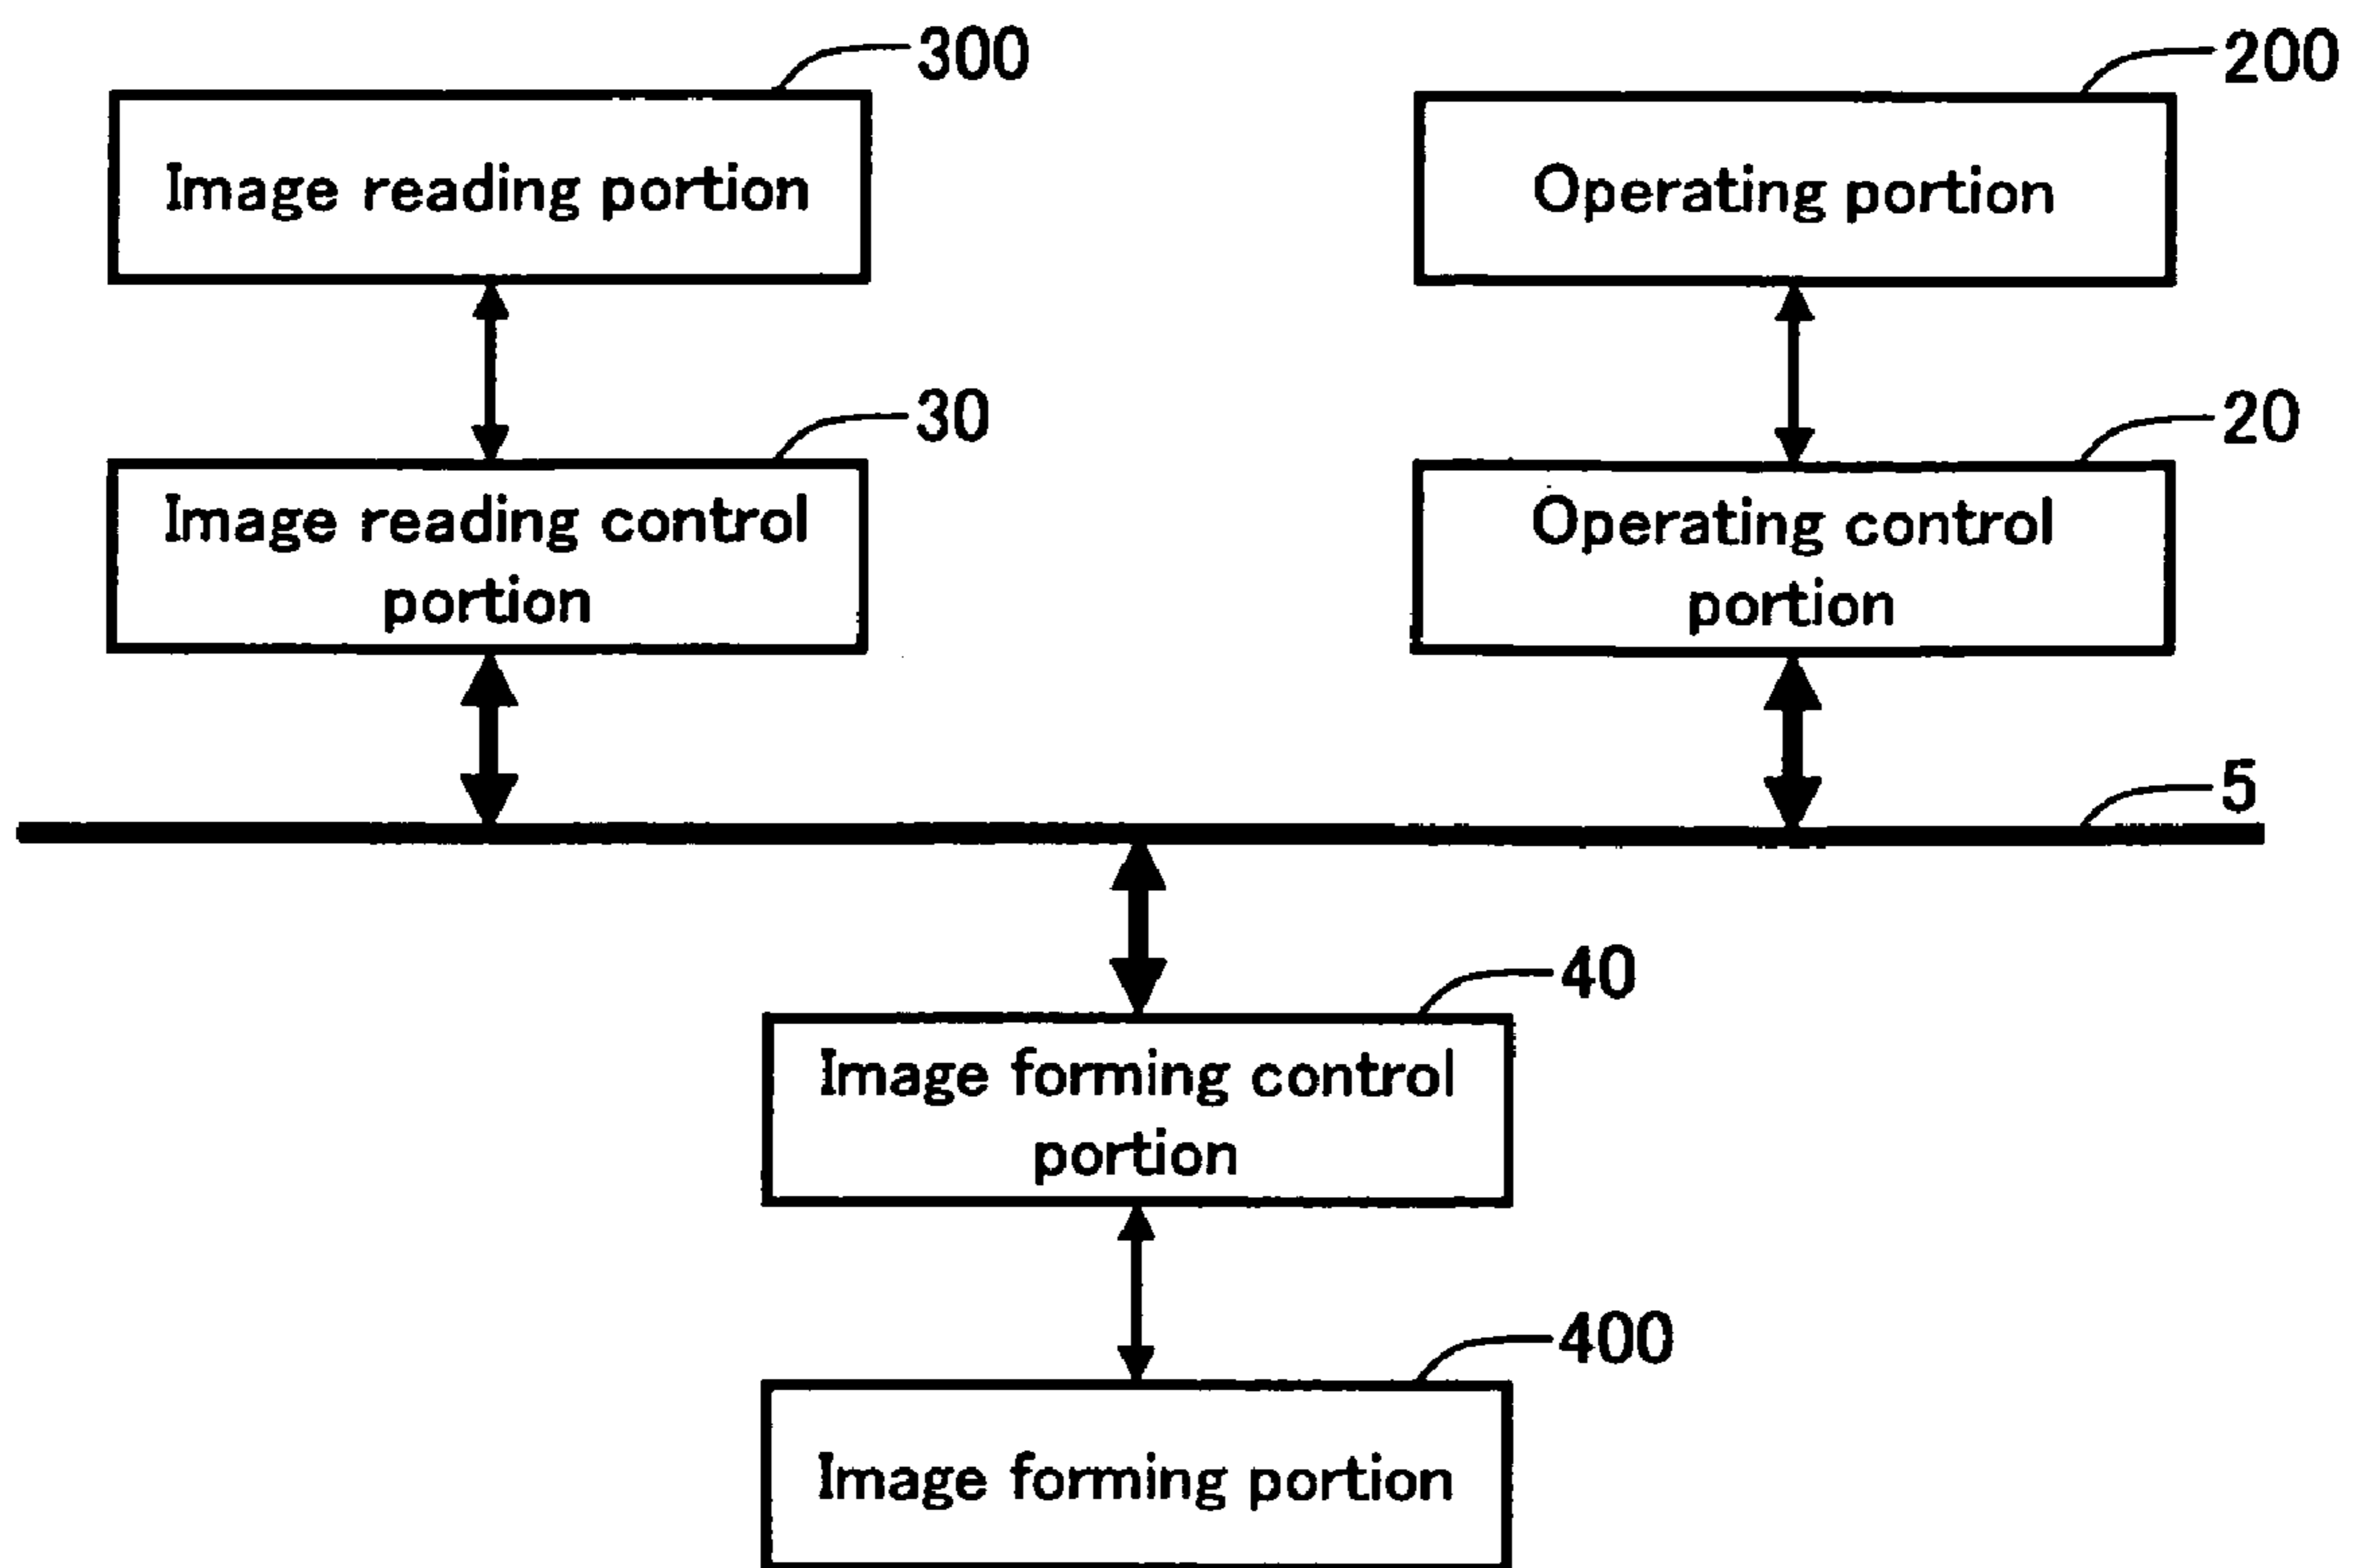 300
200
Image reading portion
Operating portion
30
20
Image reading control
portion
Operating control
portion
5
40
Image forming control
portion
400
Image forming portion